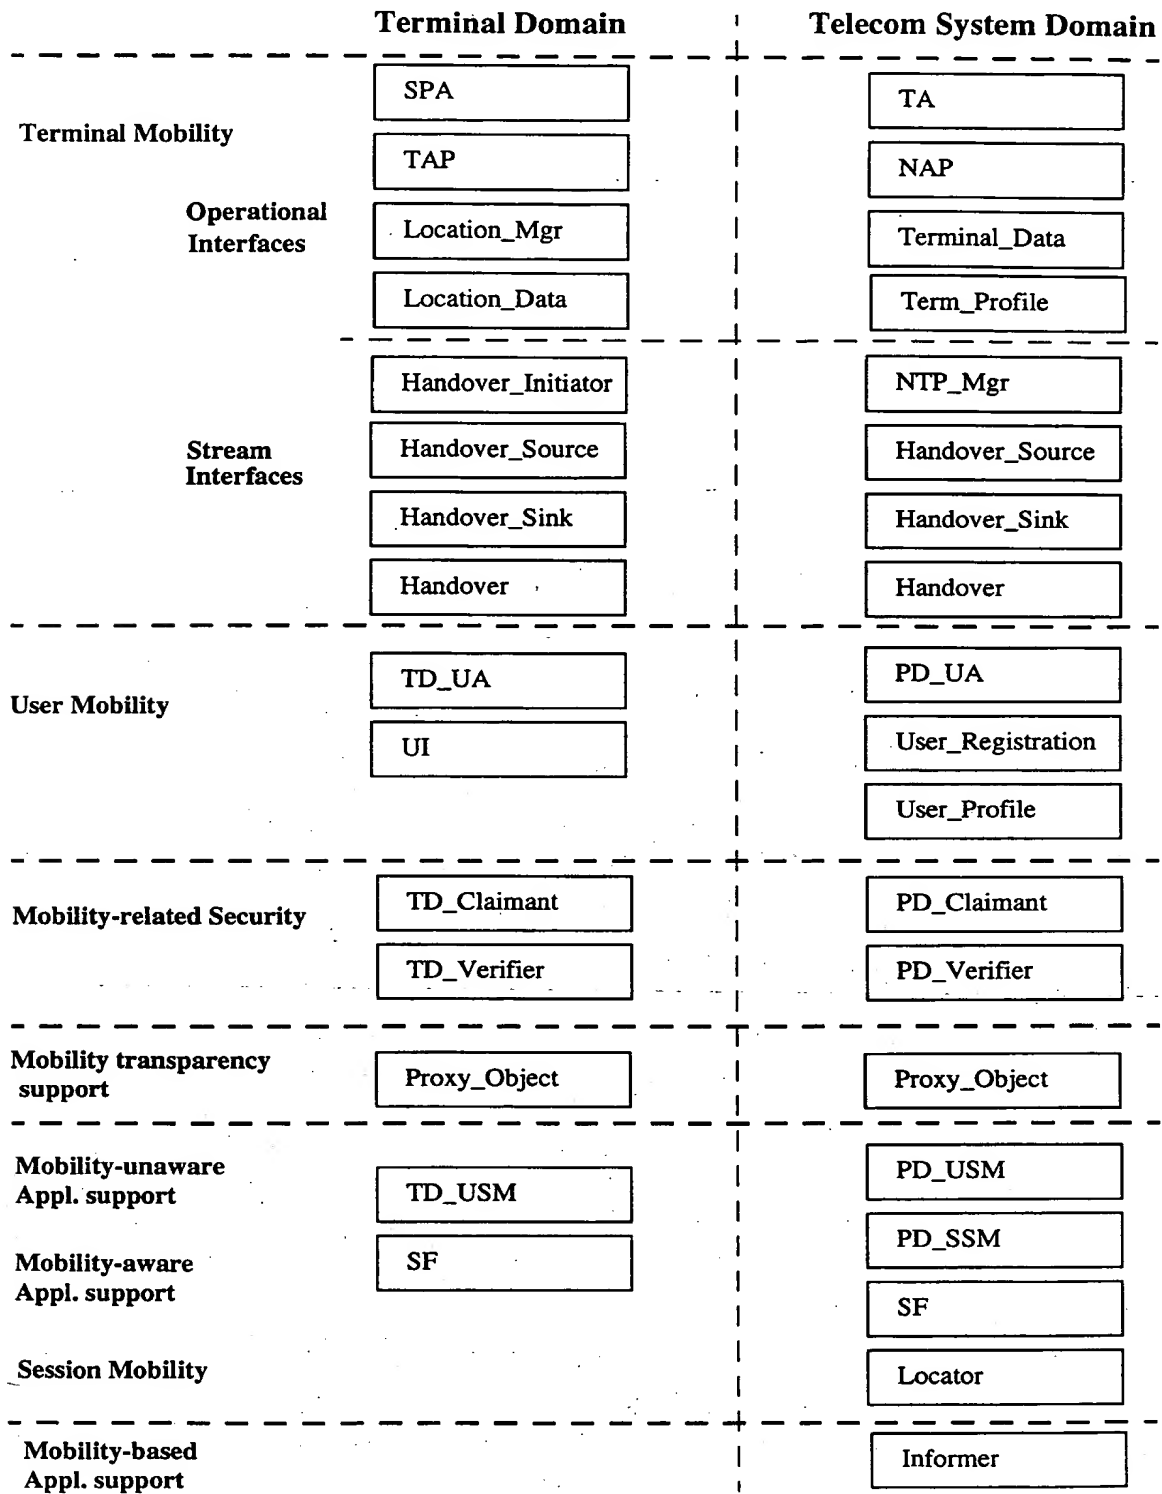 Terminal Domain
Telecom System Domain
Terminal Mobility
SPA
TA
TAP
NAP
Operational
Interfaces
Location_Mgr
Terminal_Data
Location_Data
Term_Profile
Handover_Initiator
NTP_Mgr
Stream
Interfaces
Handover_Source
Handover_Source
Handover_Sink
Handover_Sink
Handover
Handover
User Mobility
TD_UA
PD_UA
UI
User_Registration
User_Profile
Mobility-related Security
TD_Claimant
PD_Claimant
TD_Verifier
PD_Verifier
Mobility transparency
support
Proxy_Object
Proxy_Object
Mobility-unaware
Appl. support
TD_USM
PD_USM
Mobility-aware
Appl. support
SF
PD_SSM
SF
Session Mobility
Locator
Mobility-based
Appl. support
Informer